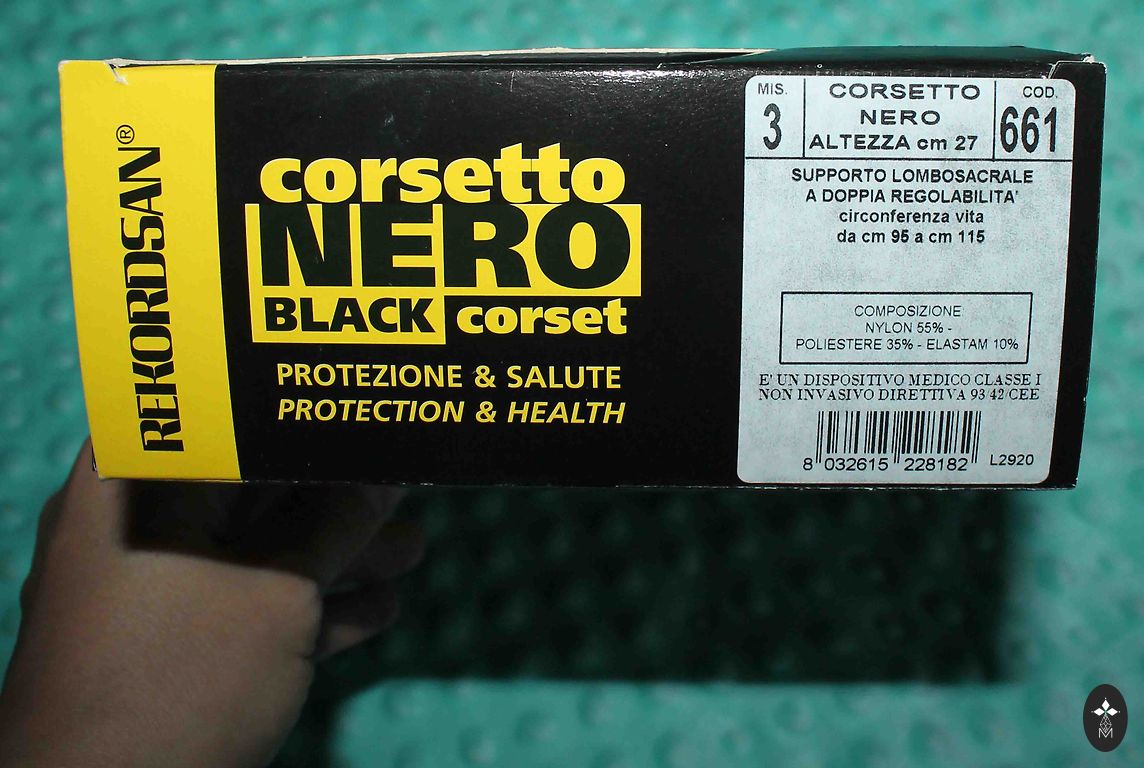 REKORDSAN®
corsetto
NERO
BLACK corset
PROTEZIONE & SALUTE
PROTECTION & HEALTH
MIS.
3
CORSETTO
NERO
ALTEZZA cm 27
COD.
661
SUPPORTO LOMBOSACRALE
A DOPPIA REGOLABILITA'
circonferenza vita
da cm 95 a cm 115
COMPOSIZIONE
NYLON 55% -
POLIESTERE 35% - ELASTAM 10%
E' UN DISPOSITIVO MEDICO CLASSE I
NON INVASIVO DIRETTIVA 93/42/CEE
8 032615 228182
L2920
M